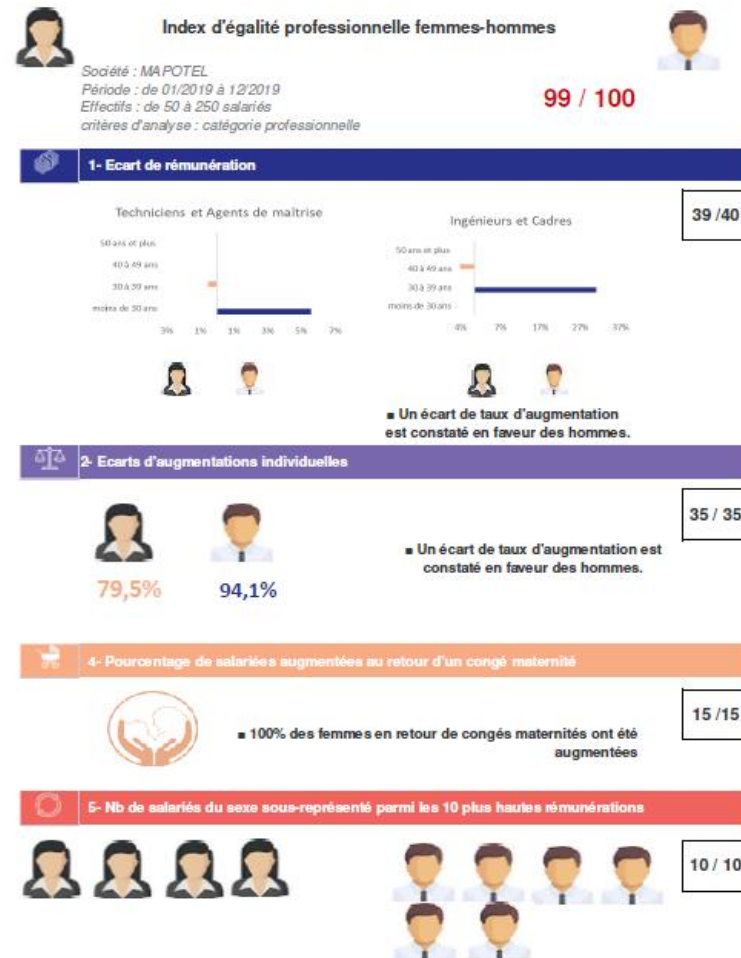 Index d'égalité professionnelle femmes-hommes
Société : MAPOTEL
Période : de 01/2019 à 12/2019
Effectifs : de 50 à 250 salariés
critères d'analyse : catégorie professionnelle
99 / 100
1- Ecart de rémunération
39 /40
Techniciens et Agents de maîtrise
50 ans et plus
40 à 49 ans
30 à 39 ans
moins de 30 ans
3% 1% 1% 3% 5% 7%
Ingénieurs et Cadres
50 ans et plus
40 à 49 ans
30 à 39 ans
moins de 30 ans
4% 7% 17% 27% 37%
■ Un écart de taux d'augmentation
est constaté en faveur des hommes.
2- Ecarts d'augmentations individuelles
35 / 35
79,5% 94,1%
■ Un écart de taux d'augmentation est
constaté en faveur des hommes.
4- Pourcentage de salariées augmentées au retour d'un congé maternité
15 /15
■ 100% des femmes en retour de congés maternités ont été
augmentées
5- Nb de salariés du sexe sous-représenté parmi les 10 plus hautes rémunérations
10 / 10